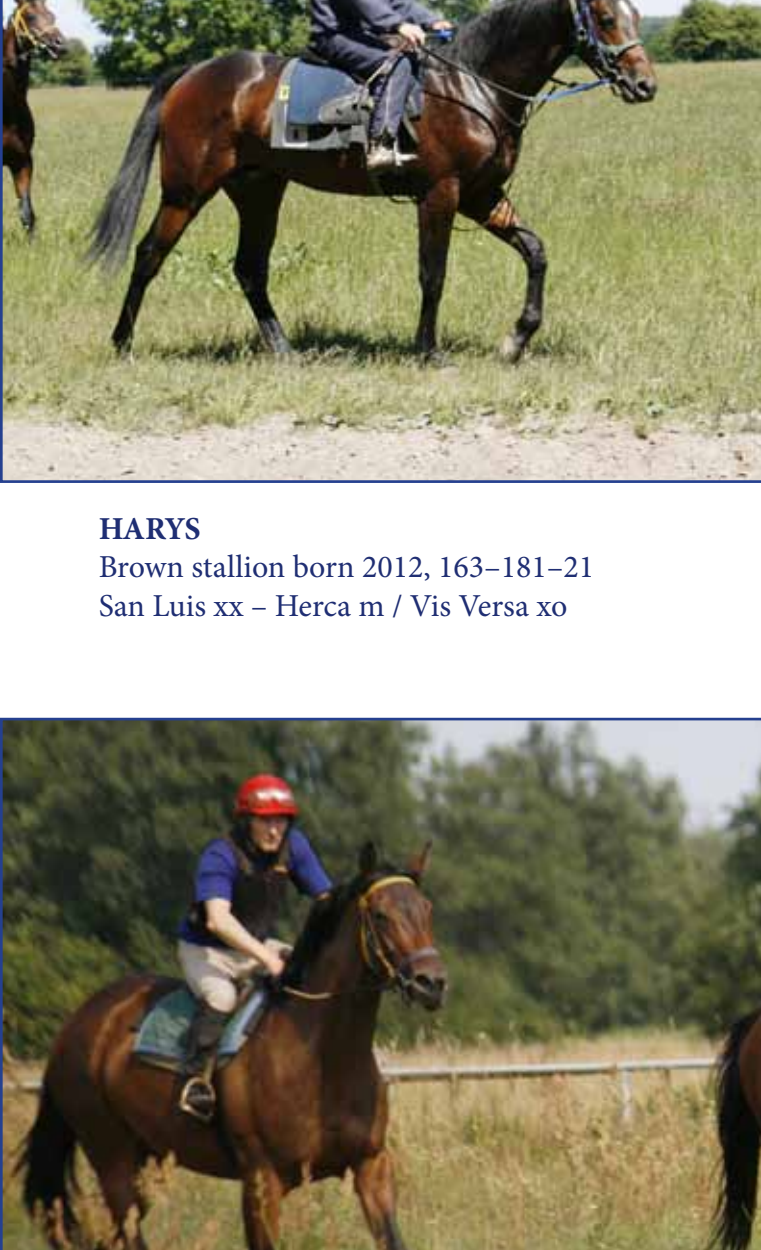 HARYS
Brown stallion born 2012, 163–181–21
San Luis xx – Herca m / Vis Versa xo